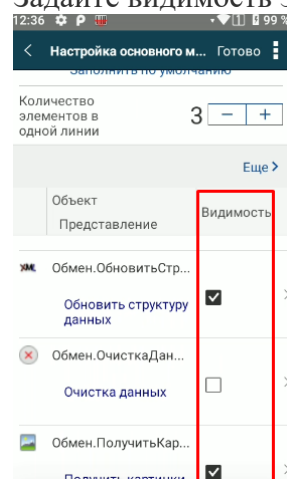 Задайте видимость э
12:36 99 %
Настройка основного м... Готово
Заполнить по умолчанию
Количество
элементов в
одной линии
3 − +
Еще
Объект
Видимость
Представление
XML Обмен.ОбновитьСтр...
Обновить структуру
данных
Обмен.ОчисткаДан...
Очистка данных
Обмен.ПолучитьКар...
Получить картинки